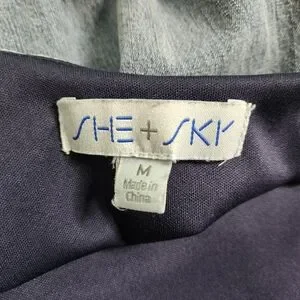 SHE + SKY
M
Made in
China